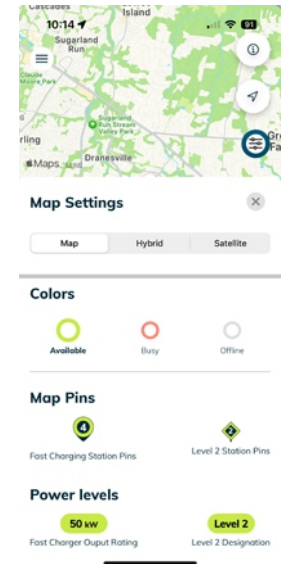 Cascades
Island
10:14
91
Sugarland
Run
Claude
Moore Park
Sugarland
Run Stream
Valley Park
rling
Gre
Fa
Dranesville
Maps
Map Settings
Map Hybrid Satellite
Colors
Available Busy Offline
Map Pins
4 2
Fast Charging Station Pins Level 2 Station Pins
Power levels
50 kW Level 2
Fast Charger Ouput Rating Level 2 Designation